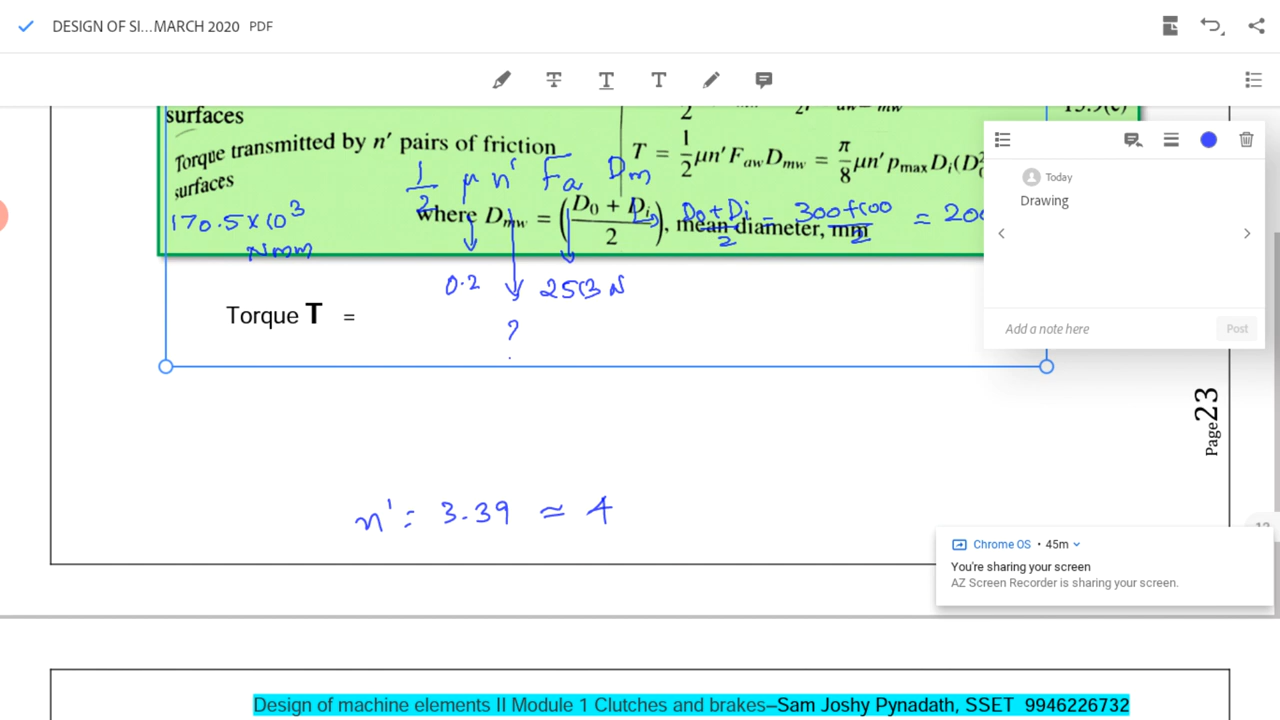 DESIGN OF SI...MARCH 2020 PDF
surfaces
Torque transmitted by n′ pairs of friction
surfaces
T = 1/2 μn′F_aw D_mw = π/8 μn′ p_max D_i(D
where D_mw = (D_0 + D_i / 2), mean diameter, mm
1/2 μ n' Fa Dm
170.5 × 10³
Nmm
D0+Di / 2 = 300+100 / 2 = 200
0.2
2513 N
?
Torque T =
Today
Drawing
Add a note here
Post
Page23
n' = 3.39 ≃ 4
Chrome OS • 45m
You're sharing your screen
AZ Screen Recorder is sharing your screen.
Design of machine elements II Module 1 Clutches and brakes–Sam Joshy Pynadath, SSET 9946226732